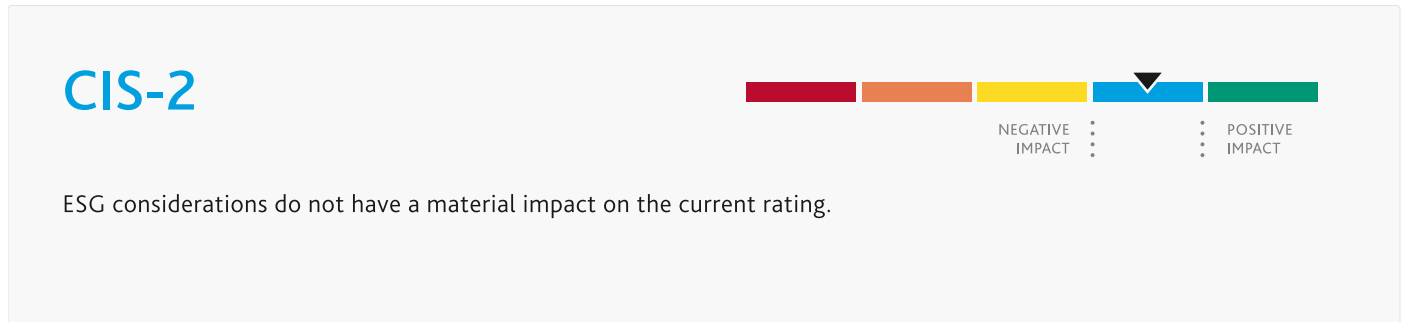 CIS-2
NEGATIVE
IMPACT
POSITIVE
IMPACT
ESG considerations do not have a material impact on the current rating.